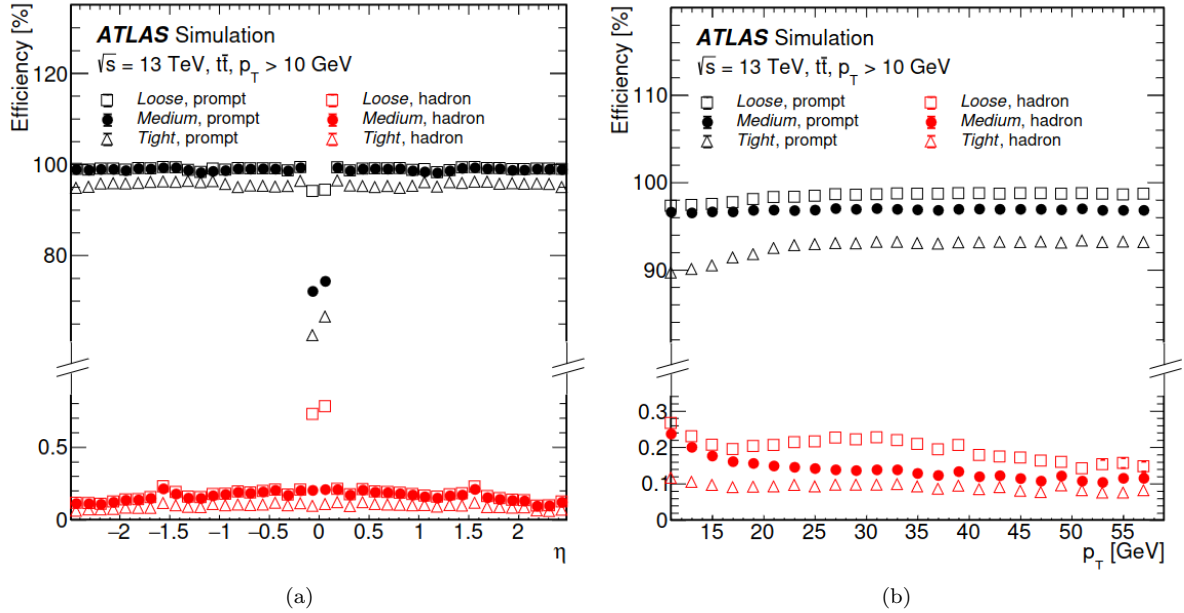 Efficiency [%]
ATLAS Simulation
√s = 13 TeV, tt̄, p_T > 10 GeV
Loose, prompt
Loose, hadron
Medium, prompt
Medium, hadron
Tight, prompt
Tight, hadron
120
100
80
0.5
0
−2
−1.5
−1
−0.5
0
0.5
1
1.5
2
η
(a)
Efficiency [%]
ATLAS Simulation
√s = 13 TeV, tt̄, p_T > 10 GeV
Loose, prompt
Loose, hadron
Medium, prompt
Medium, hadron
Tight, prompt
Tight, hadron
110
100
90
0.3
0.2
0.1
0
15
20
25
30
35
40
45
50
55
p_T [GeV]
(b)